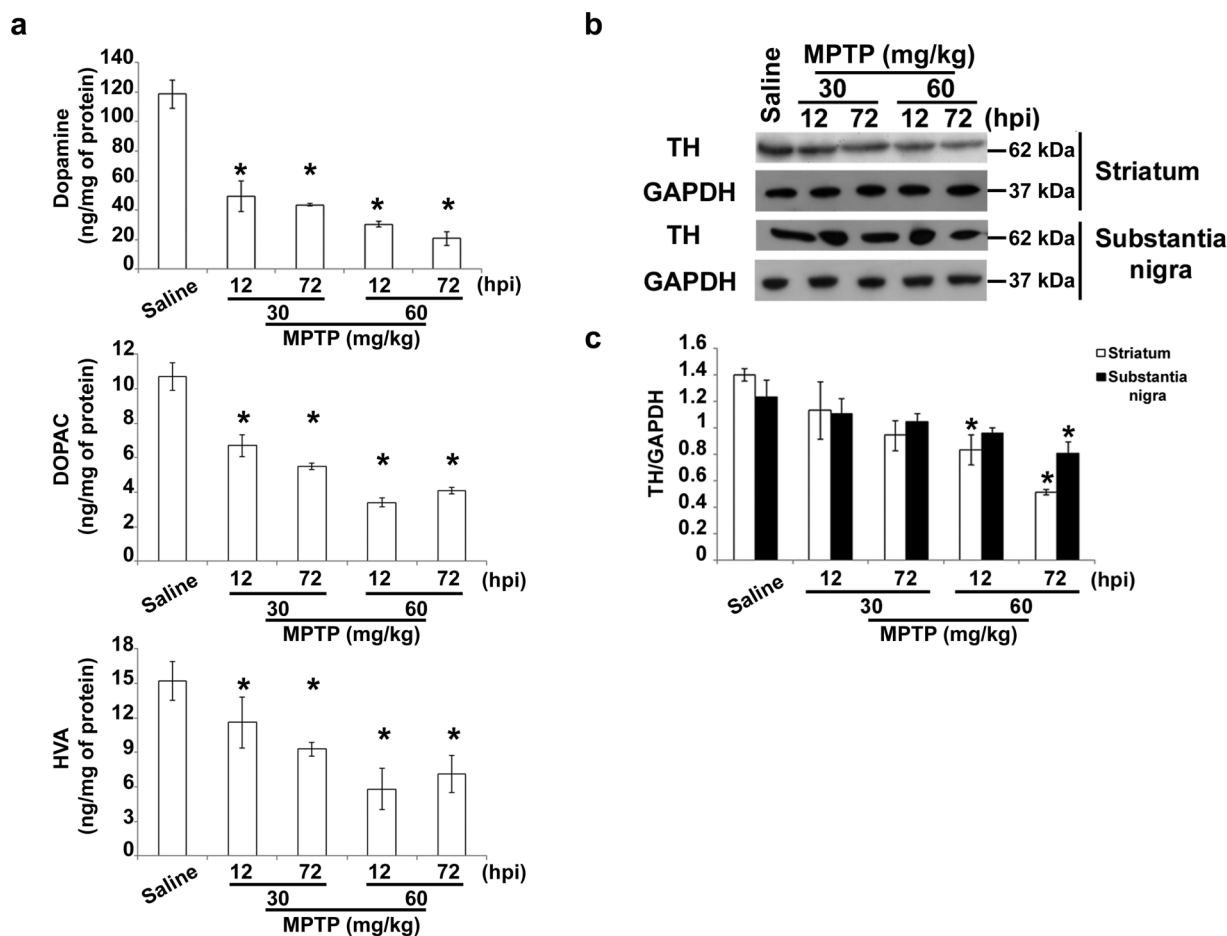 a
Dopamine
(ng/mg of protein)
140
120
100
80
60
40
20
0
* * * *
Saline
12 72 12 72 (hpi)
30 60
MPTP (mg/kg)
DOPAC
(ng/mg of protein)
12
10
8
6
4
2
0
* * * *
Saline
12 72 12 72 (hpi)
30 60
MPTP (mg/kg)
HVA
(ng/mg of protein)
18
15
12
9
6
3
0
* * * *
Saline
12 72 12 72 (hpi)
30 60
MPTP (mg/kg)
b
Saline
MPTP (mg/kg)
30 60
12 72 12 72 (hpi)
TH 62 kDa
GAPDH 37 kDa
Striatum
TH 62 kDa
GAPDH 37 kDa
Substantia
nigra
c
TH/GAPDH
1.6
1.4
1.2
1
0.8
0.6
0.4
0.2
0
Striatum
Substantia
nigra
* * *
Saline
12 72 12 72 (hpi)
30 60
MPTP (mg/kg)